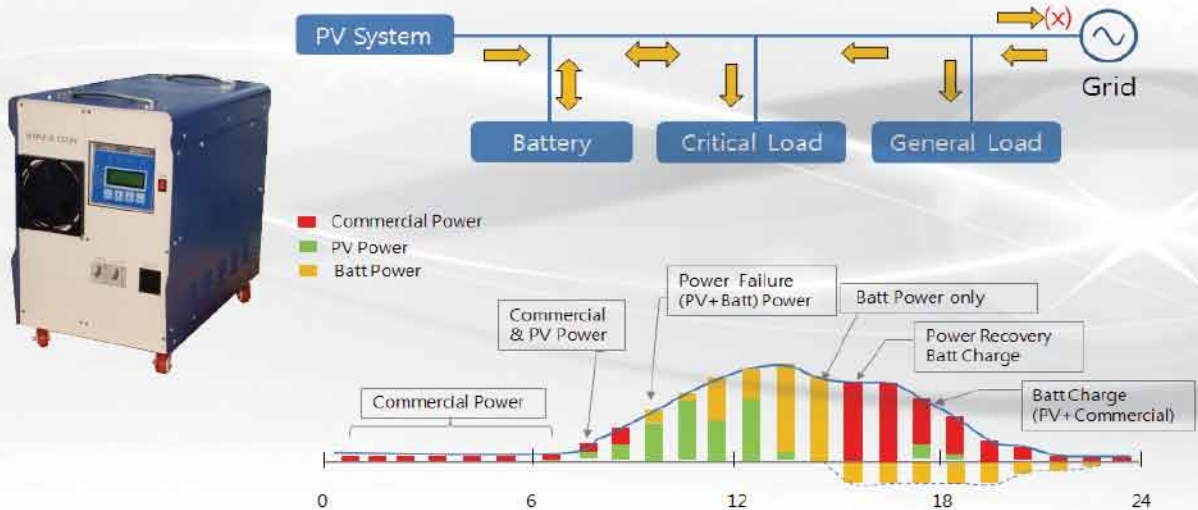 PV System
(x)
Grid
Battery
Critical Load
General Load
Commercial Power
PV Power
Batt Power
Power Failure
(PV+Batt) Power
Batt Power only
Commercial
& PV Power
Power Recovery
Batt Charge
Commercial Power
Batt Charge
(PV+Commercial)
0
6
12
18
24